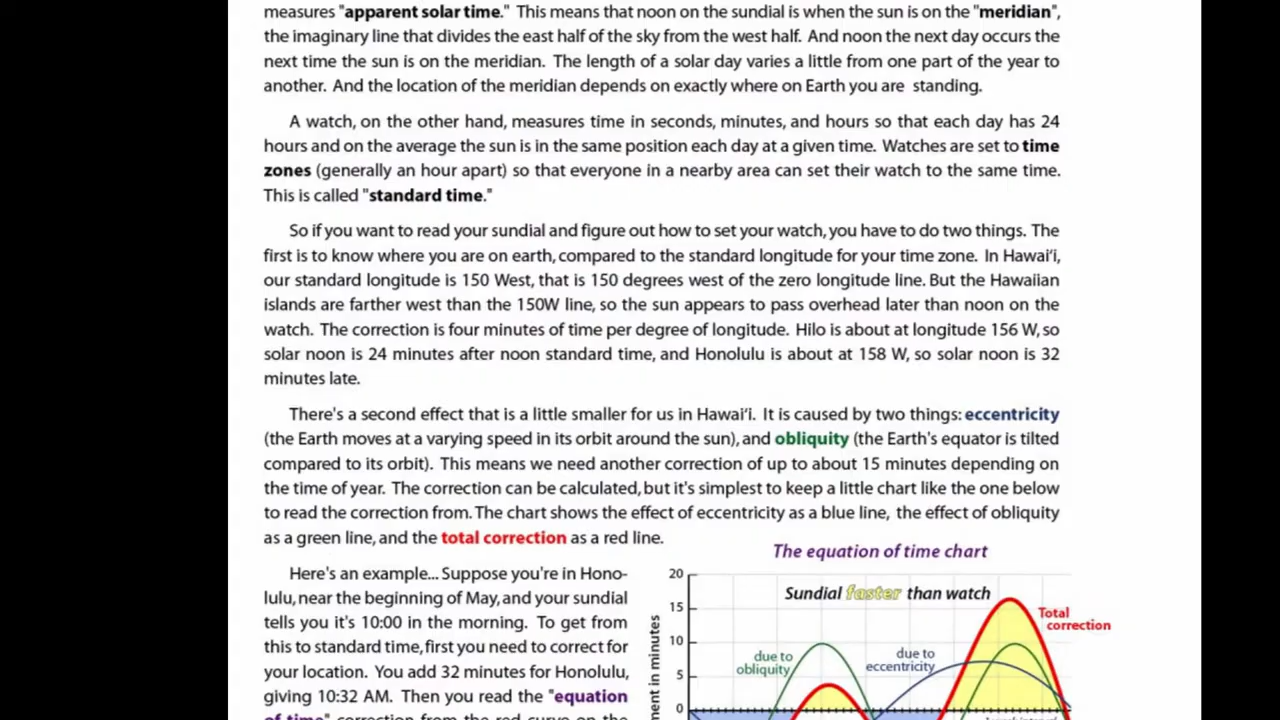 measures "apparent solar time." This means that noon on the sundial is when the sun is on the "meridian",
the imaginary line that divides the east half of the sky from the west half. And noon the next day occurs the
next time the sun is on the meridian. The length of a solar day varies a little from one part of the year to
another. And the location of the meridian depends on exactly where on Earth you are standing.
A watch, on the other hand, measures time in seconds, minutes, and hours so that each day has 24
hours and on the average the sun is in the same position each day at a given time. Watches are set to time
zones (generally an hour apart) so that everyone in a nearby area can set their watch to the same time.
This is called "standard time."
So if you want to read your sundial and figure out how to set your watch, you have to do two things. The
first is to know where you are on earth, compared to the standard longitude for your time zone. In Hawai'i,
our standard longitude is 150 West, that is 150 degrees west of the zero longitude line. But the Hawaiian
islands are farther west than the 150W line, so the sun appears to pass overhead later than noon on the
watch. The correction is four minutes of time per degree of longitude. Hilo is about at longitude 156 W, so
solar noon is 24 minutes after noon standard time, and Honolulu is about at 158 W, so solar noon is 32
minutes late.
There's a second effect that is a little smaller for us in Hawai'i. It is caused by two things: eccentricity
(the Earth moves at a varying speed in its orbit around the sun), and obliquity (the Earth's equator is tilted
compared to its orbit). This means we need another correction of up to about 15 minutes depending on
the time of year. The correction can be calculated, but it's simplest to keep a little chart like the one below
to read the correction from. The chart shows the effect of eccentricity as a blue line, the effect of obliquity
as a green line, and the total correction as a red line.
Here's an example... Suppose you're in Hono-
lulu, near the beginning of May, and your sundial
tells you it's 10:00 in the morning. To get from
this to standard time, first you need to correct for
your location. You add 32 minutes for Honolulu,
giving 10:32 AM. Then you read the "equation
of time" correction from the red curve on the
The equation of time chart
20
Sundial faster than watch
15
Total
correction
10
due to
obliquity
due to
eccentricity
5
0
ment in minutes